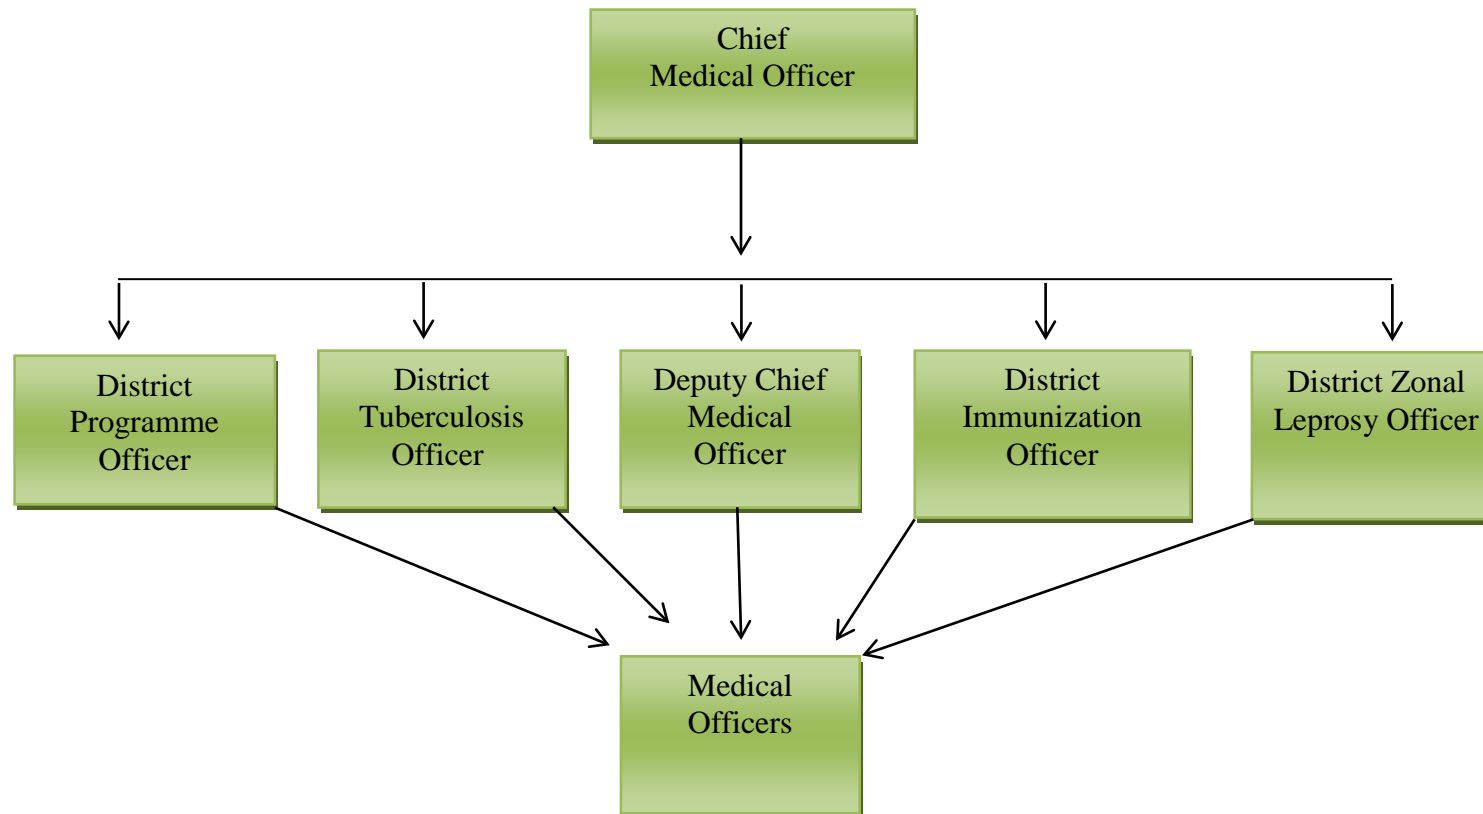 Chief
Medical Officer
District
Programme
Officer
District
Tuberculosis
Officer
Deputy Chief
Medical
Officer
District
Immunization
Officer
District Zonal
Leprosy Officer
Medical
Officers